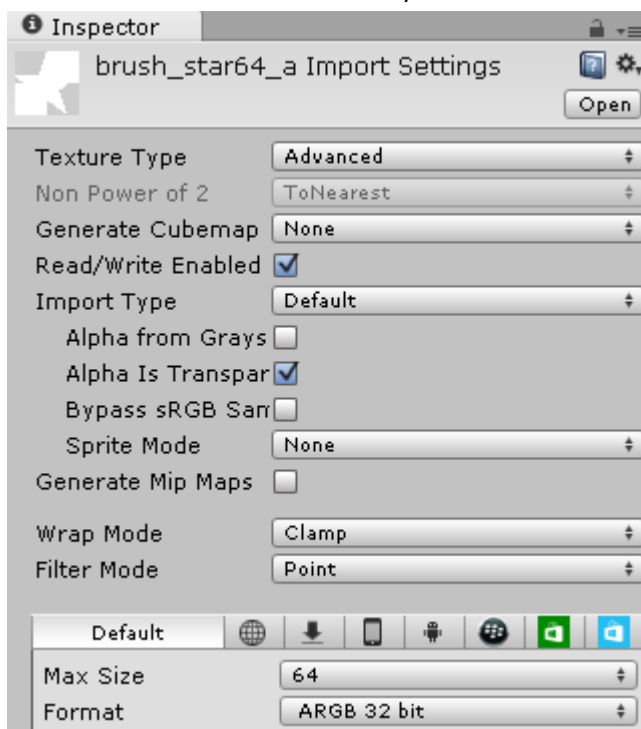 Inspector
brush_star64_a Import Settings
Open
Texture Type Advanced
Non Power of 2 ToNearest
Generate Cubemap None
Read/Write Enabled
Import Type Default
Alpha from Grays
Alpha Is Transpar
Bypass sRGB Sam
Sprite Mode None
Generate Mip Maps
Wrap Mode Clamp
Filter Mode Point
Default
Max Size 64
Format ARGB 32 bit